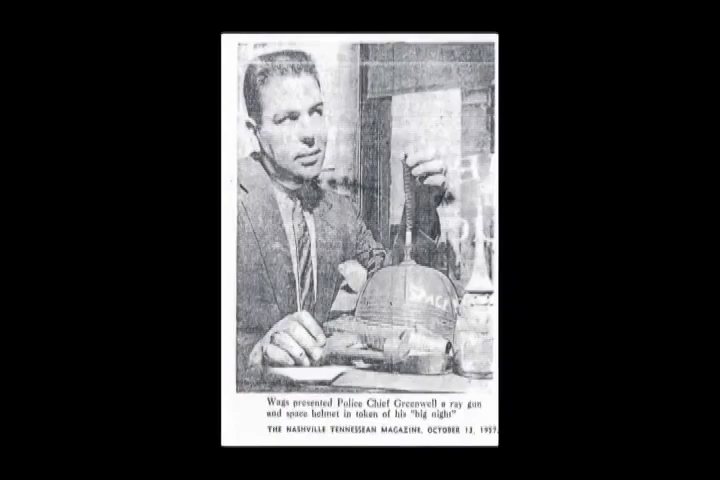 SPACE
Wags presented Police Chief Greenwell a ray gun
and space helmet in token of his "big night"
THE NASHVILLE TENNESSEAN MAGAZINE, OCTOBER 13, 1957